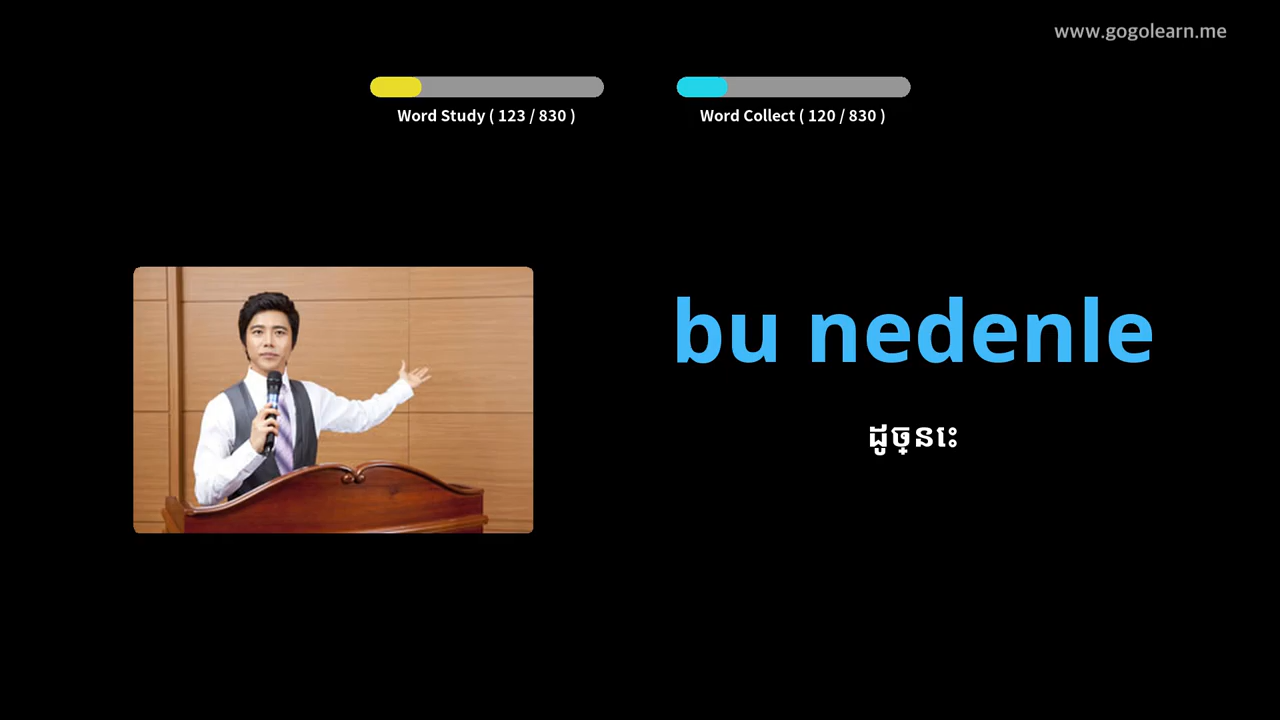 www.gogolearn.me
Word Study ( 123 / 830 )
Word Collect ( 120 / 830 )
bu nedenle
ដូច្នេះ